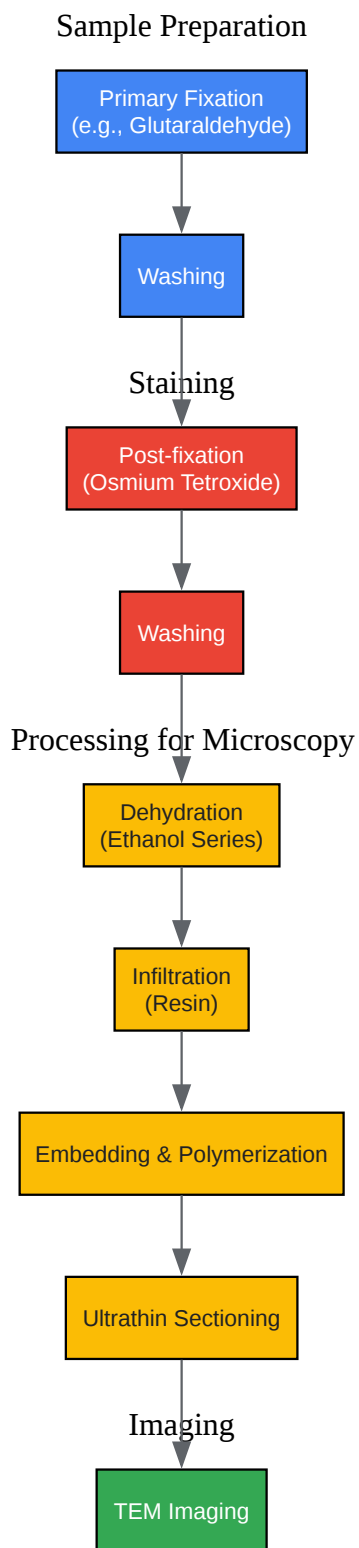 Sample Preparation
Primary Fixation
(e.g., Glutaraldehyde)
Washing
Staining
Post-fixation
(Osmium Tetroxide)
Washing
Processing for Microscopy
Dehydration
(Ethanol Series)
Infiltration
(Resin)
Embedding & Polymerization
Ultrathin Sectioning
Imaging
TEM Imaging